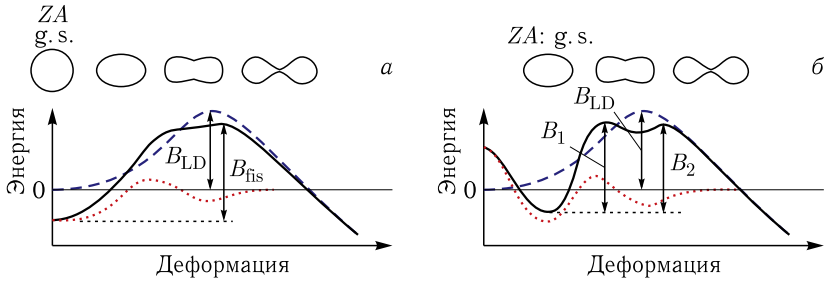 ZA
g. s.
а
Энергия
0
B_LD
B_fis
Деформация
ZA: g. s.
б
Энергия
0
B_1
B_LD
B_2
Деформация